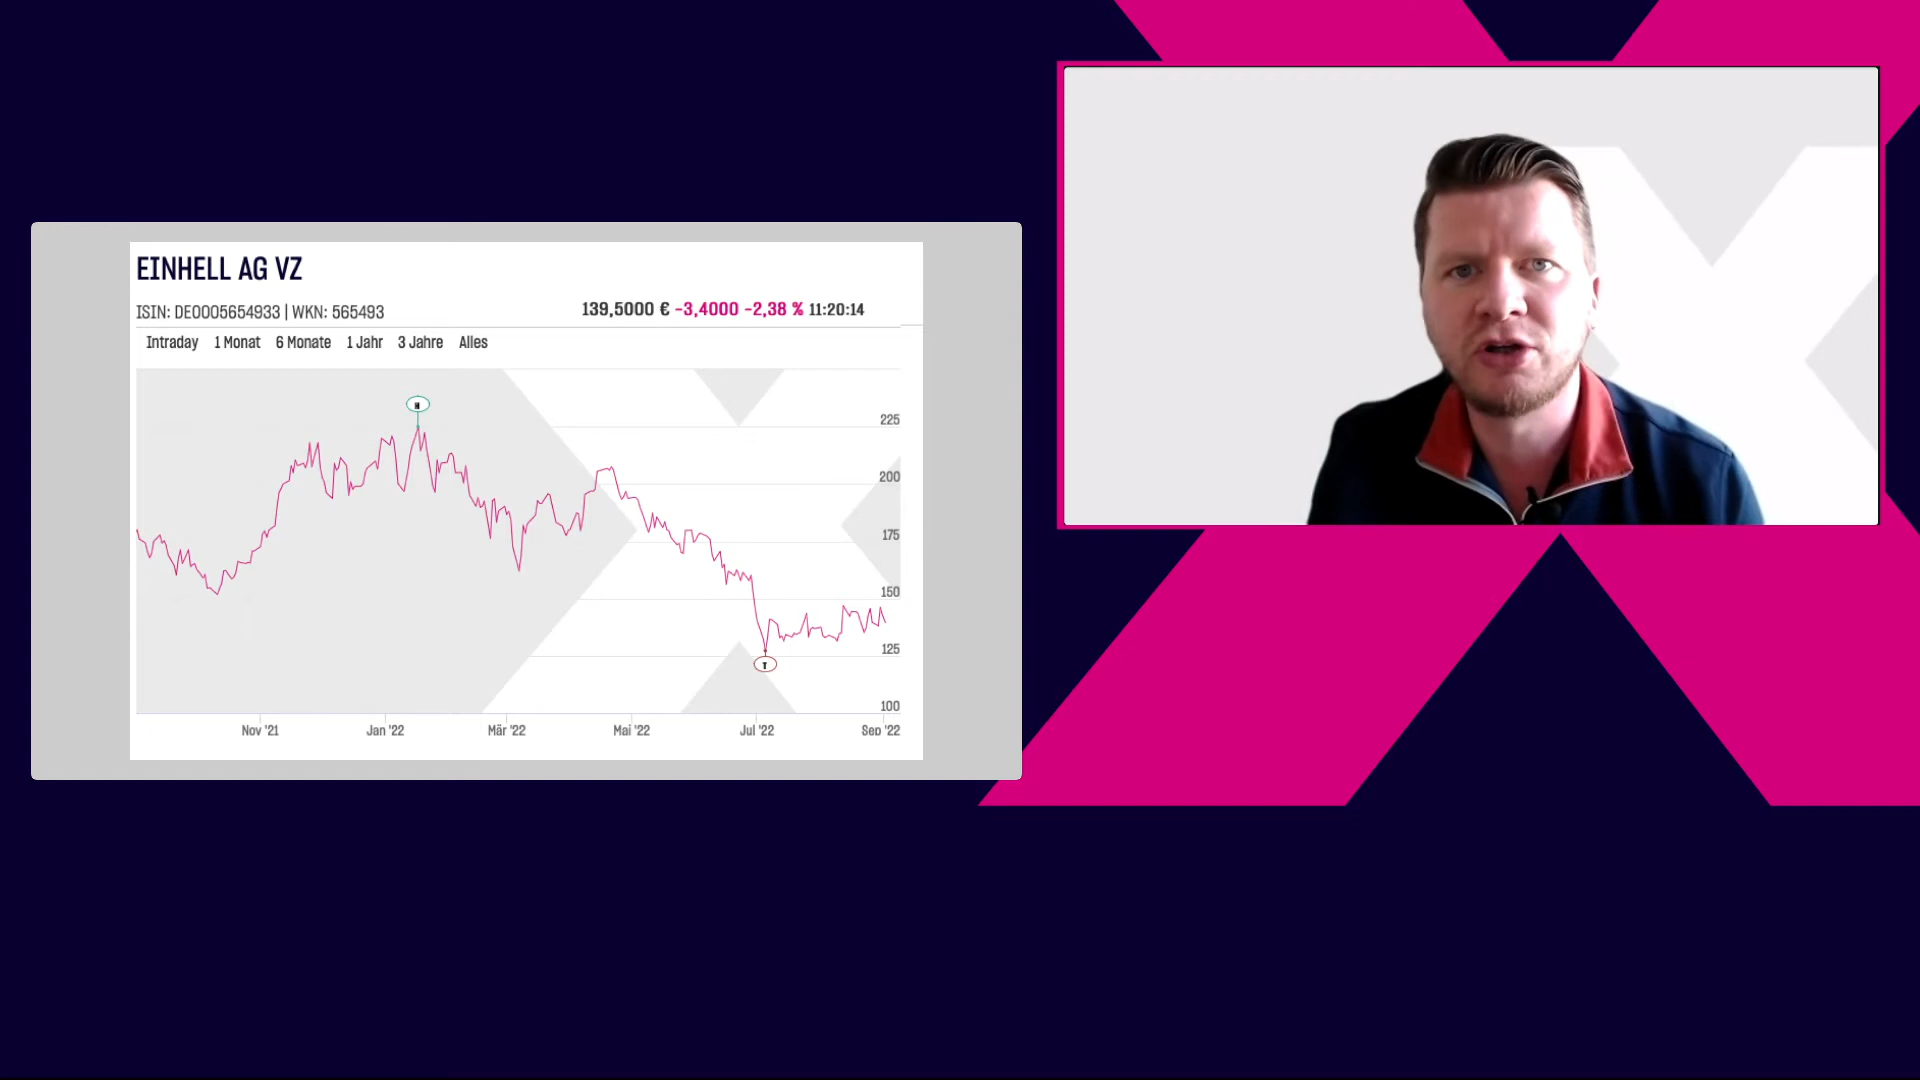 EINHELL AG VZ
ISIN: DE0005654933 | WKN: 565493
139,5000 € -3,4000 -2,38 % 11:20:14
Intraday 1 Monat 6 Monate 1 Jahr 3 Jahre Alles
H
225
200
175
150
125
T
100
Nov '21 Jan '22 Mär '22 Mai '22 Jul '22 Sep '22